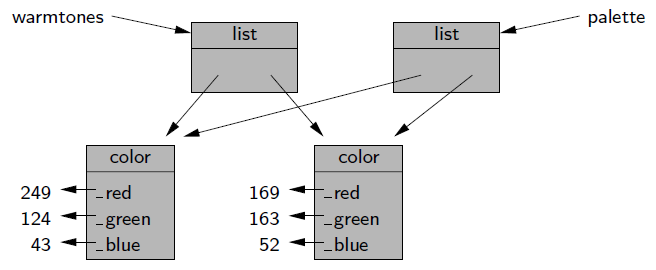 warmtones
list
list
palette
color
color
249
_red
169
_red
124
_green
163
_green
43
_blue
52
_blue